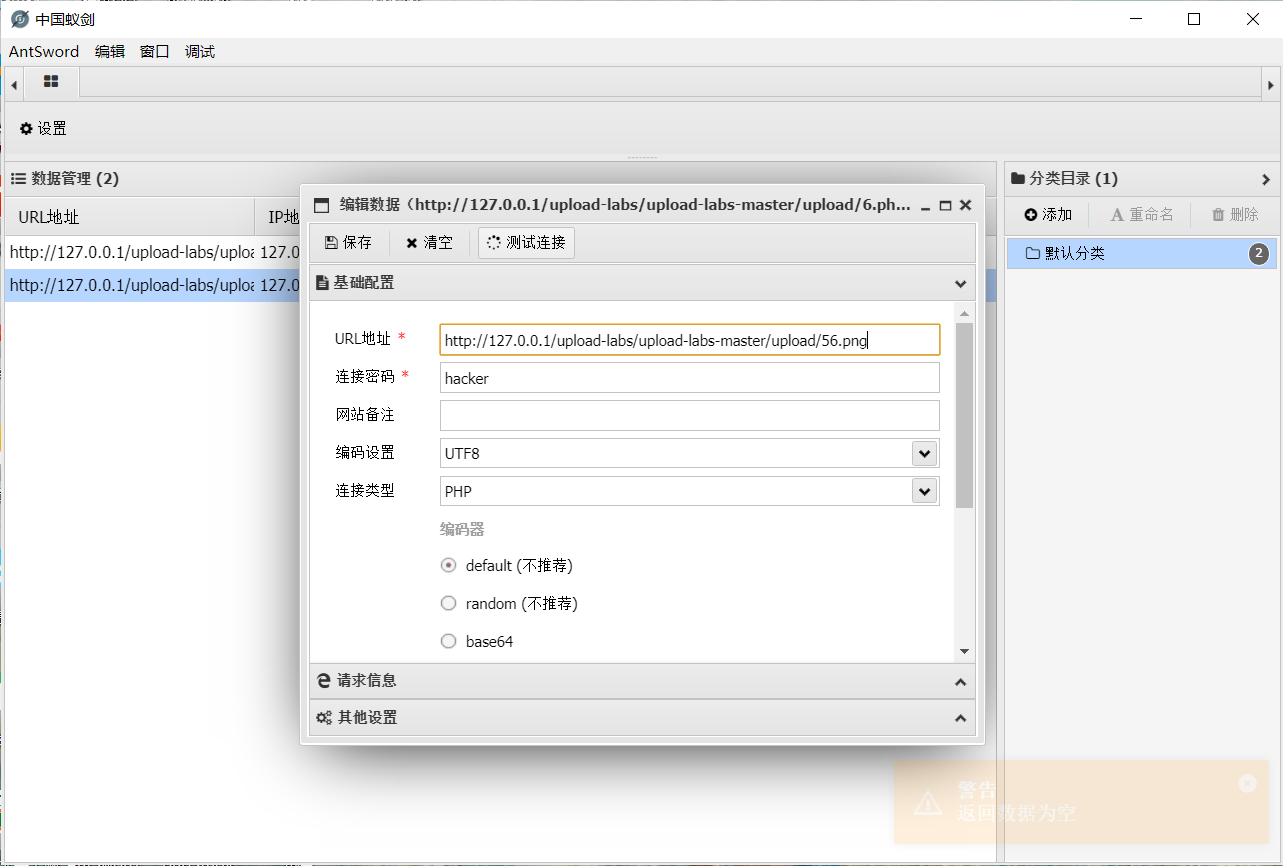 中国蚁剑
AntSword 编辑 窗口 调试
设置
数据管理 (2)
URL地址 IP地
http://127.0.0.1/upload-labs/uploa 127.0
http://127.0.0.1/upload-labs/uploa 127.0
编辑数据（http://127.0.0.1/upload-labs/upload-labs-master/upload/6.ph...
保存 清空 测试连接
基础配置
URL地址 * http://127.0.0.1/upload-labs/upload-labs-master/upload/56.png
连接密码 * hacker
网站备注
编码设置 UTF8
连接类型 PHP
编码器
default (不推荐)
random (不推荐)
base64
请求信息
其他设置
分类目录 (1)
添加 重命名 删除
默认分类 2
警告
返回数据为空